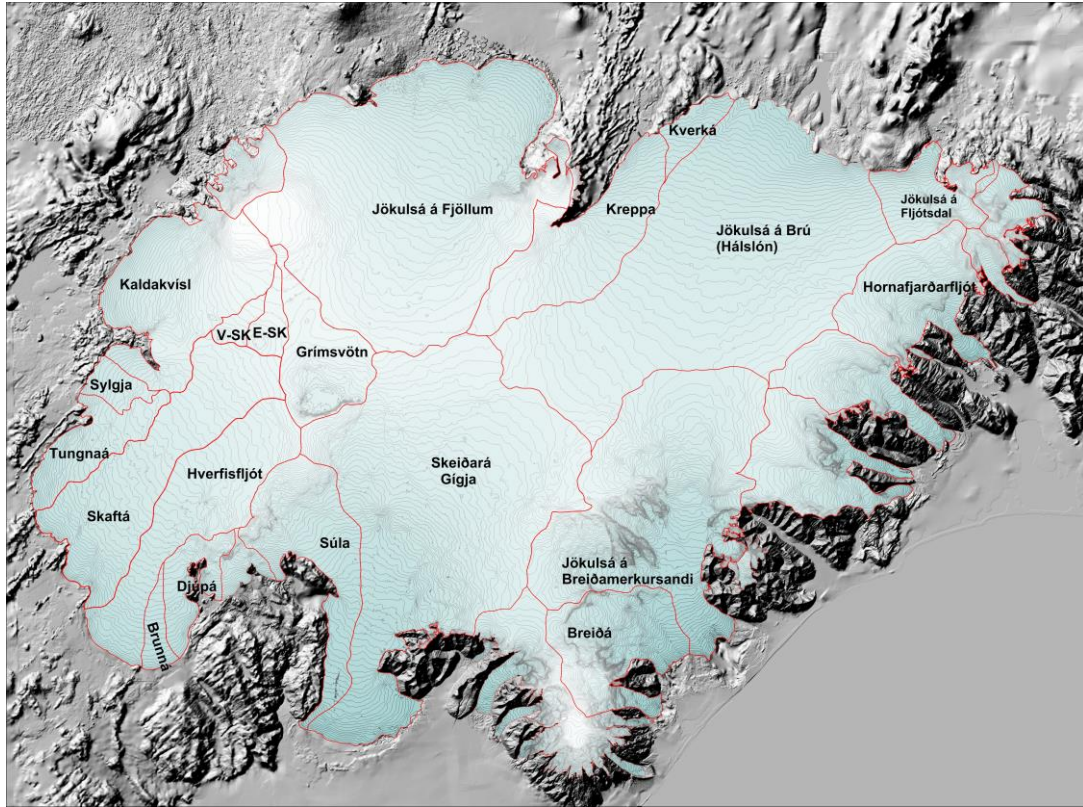 Kverká
Jökulsá á Fjöllum
Kreppa
Jökulsá á
Fljótsdal
Jökulsá á Brú
(Hálslón)
Kaldakvísl
Hornafjarðarfljót
V-SK
E-SK
Grímsvötn
Sylgja
Tungnaá
Hverfisfljót
Skeiðará
Gígja
Skaftá
Súla
Djúpá
Jökulsá á
Breiðamerkursandi
Brunná
Breiðá